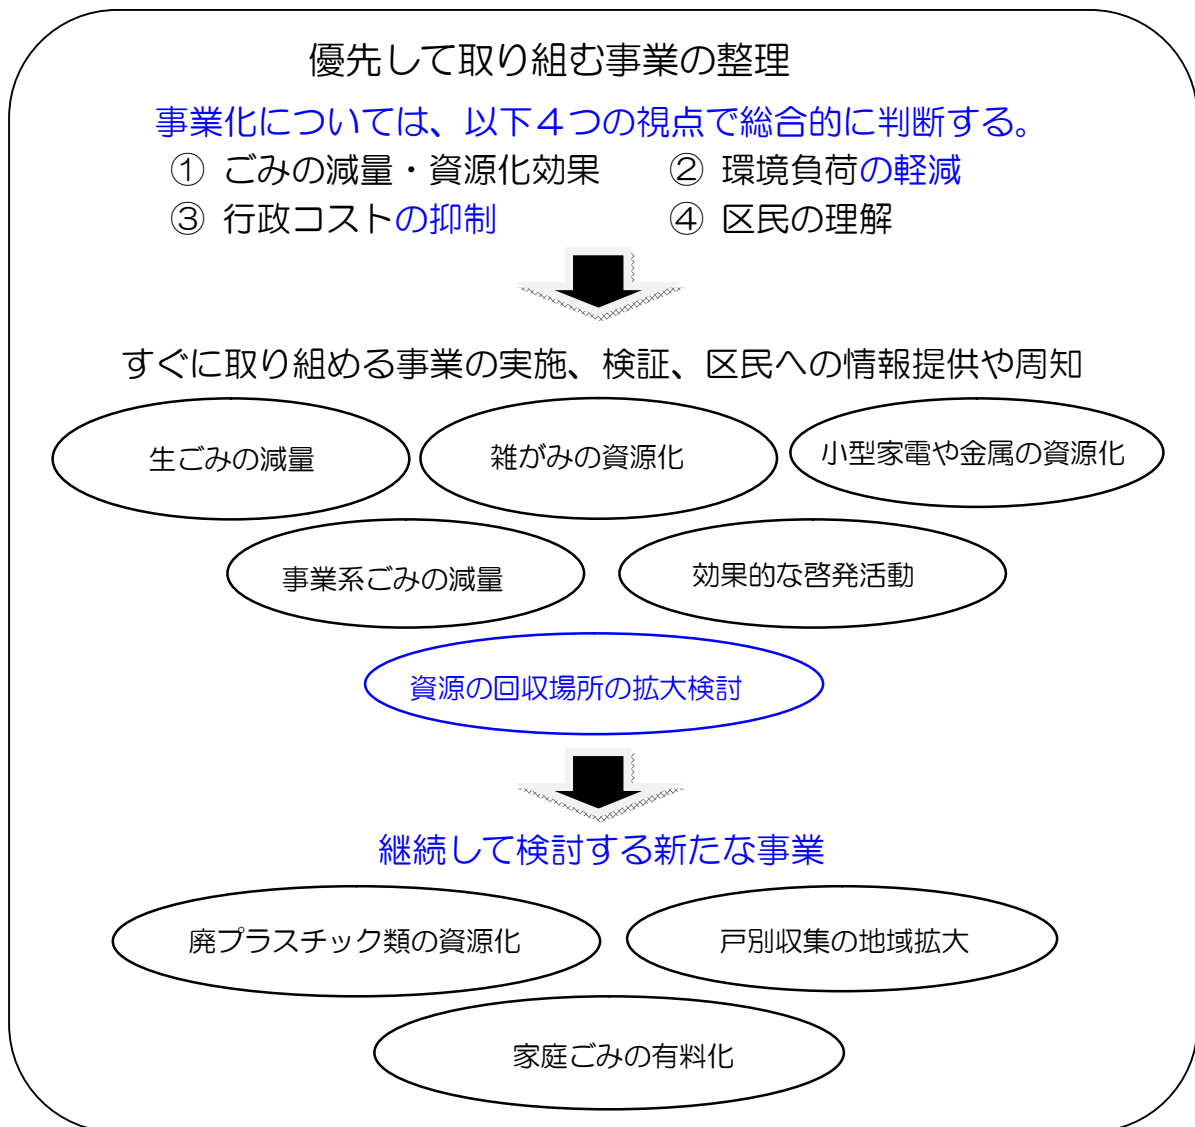 優先して取り組む事業の整理
事業化については、以下４つの視点で総合的に判断する。
① ごみの減量・資源化効果　② 環境負荷の軽減
③ 行政コストの抑制　④ 区民の理解
すぐに取り組める事業の実施、検証、区民への情報提供や周知
生ごみの減量　雑がみの資源化　小型家電や金属の資源化
事業系ごみの減量　効果的な啓発活動
資源の回収場所の拡大検討
継続して検討する新たな事業
廃プラスチック類の資源化　戸別収集の地域拡大
家庭ごみの有料化